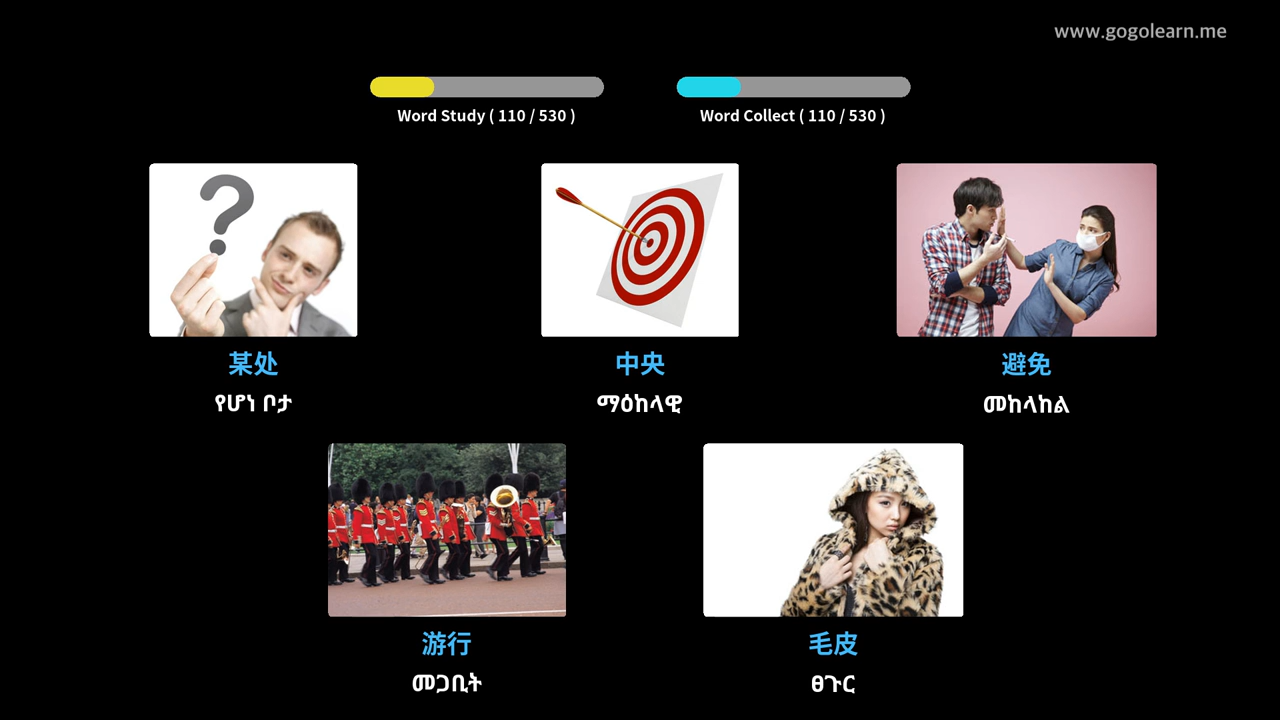 www.gogolearn.me
Word Study ( 110 / 530 )
Word Collect ( 110 / 530 )
某处
የሆነ ቦታ
中央
ማዕከላዊ
避免
መከላከል
游行
መጋቢት
毛皮
ፀጉር